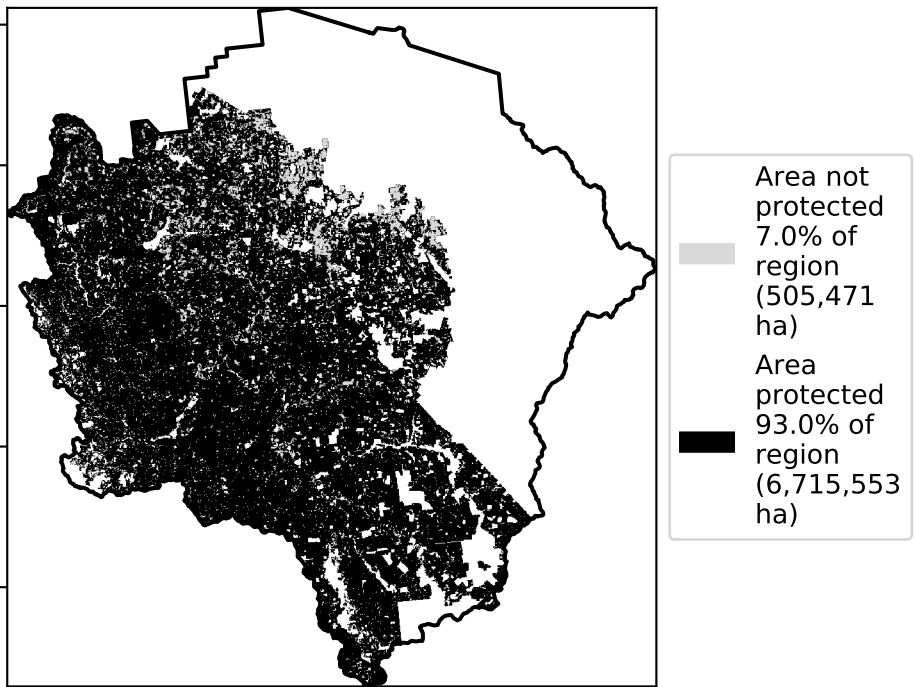 Area not
protected
7.0% of
region
(505,471
ha)
Area
protected
93.0% of
region
(6,715,553
ha)